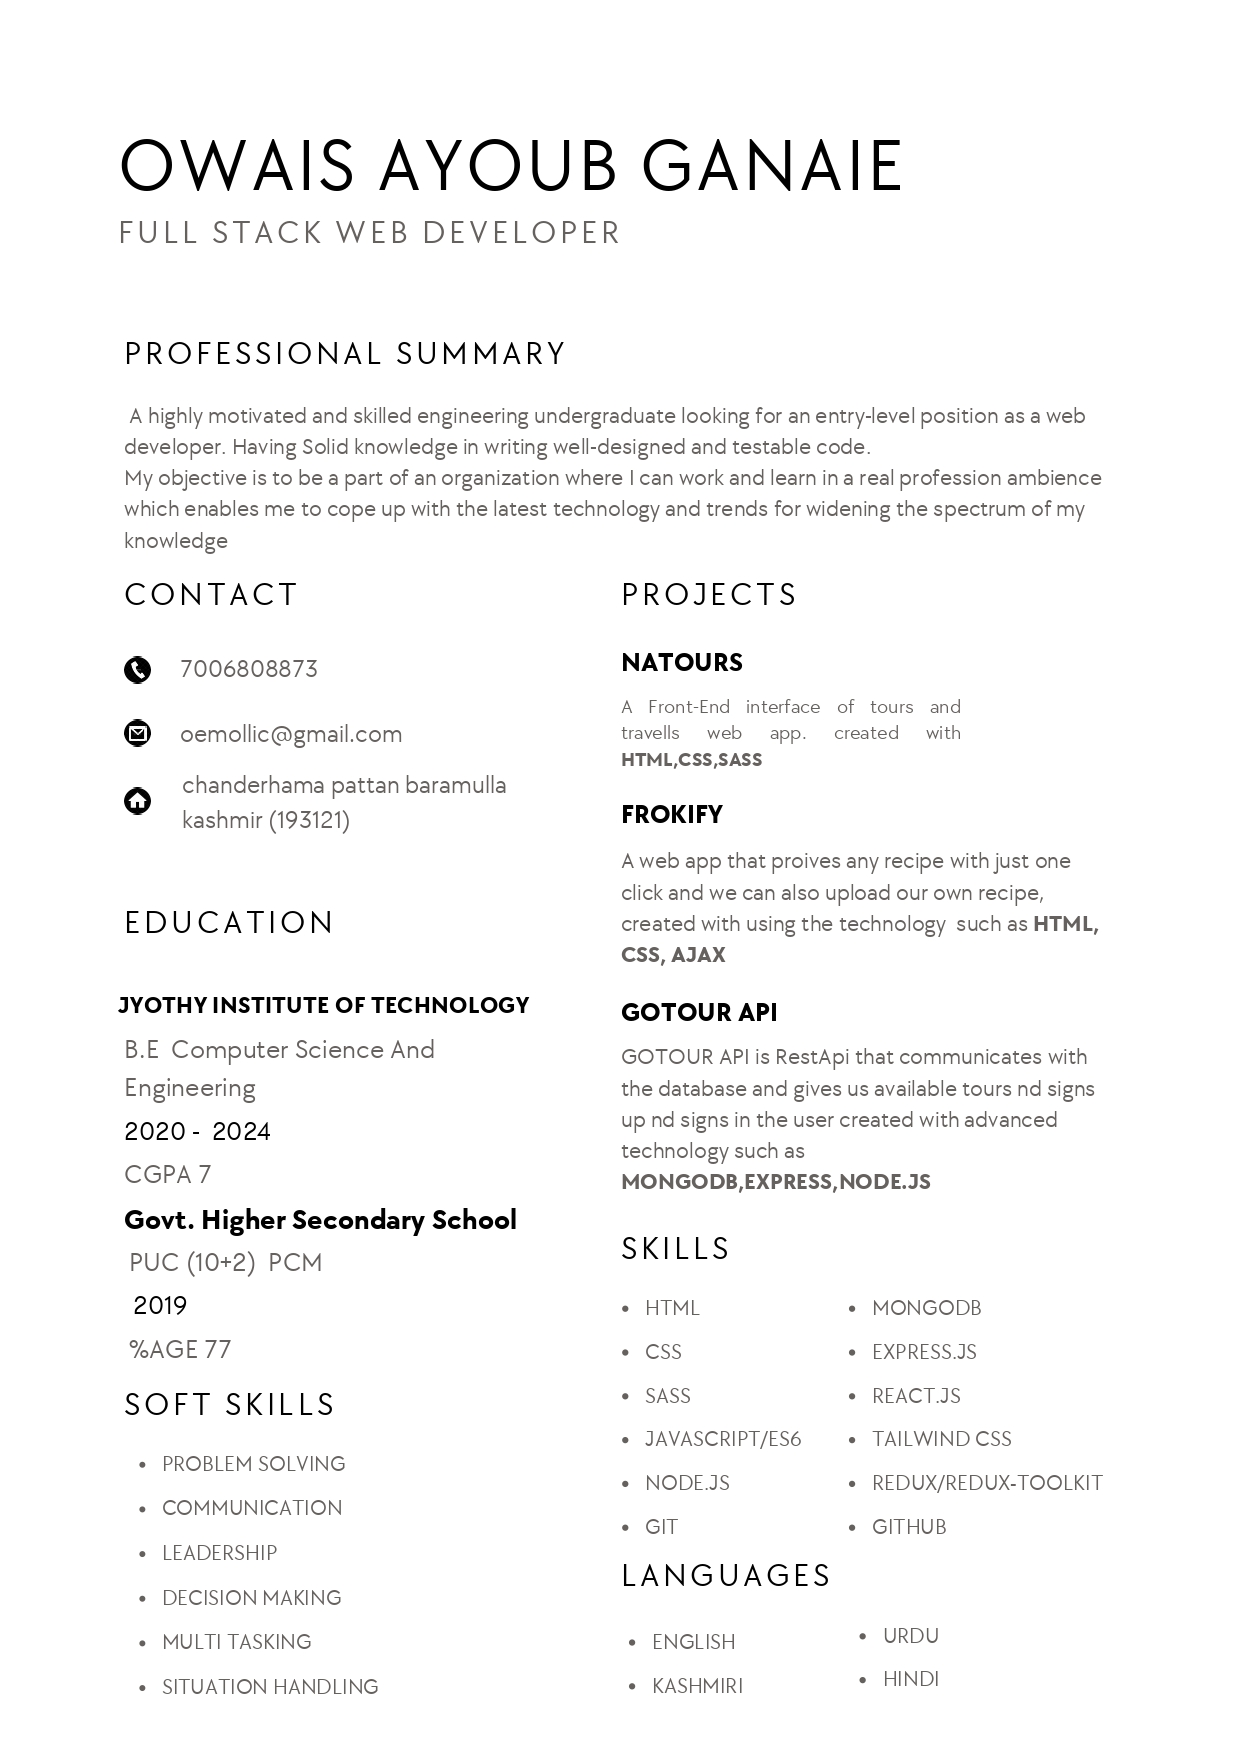 OWAIS AYOUB GANAIE
FULL STACK WEB DEVELOPER
PROFESSIONAL SUMMARY
A highly motivated and skilled engineering undergraduate looking for an entry-level position as a web
developer. Having Solid knowledge in writing well-designed and testable code.
My objective is to be a part of an organization where I can work and learn in a real profession ambience
which enables me to cope up with the latest technology and trends for widening the spectrum of my
knowledge
CONTACT
7006808873
oemollic@gmail.com
chanderhama pattan baramulla
kashmir (193121)
EDUCATION
JYOTHY INSTITUTE OF TECHNOLOGY
B.E Computer Science And
Engineering
2020 - 2024
CGPA 7
Govt. Higher Secondary School
PUC (10+2) PCM
2019
%AGE 77
SOFT SKILLS
• PROBLEM SOLVING
• COMMUNICATION
• LEADERSHIP
• DECISION MAKING
• MULTI TASKING
• SITUATION HANDLING
PROJECTS
NATOURS
A Front-End interface of tours and
travells web app. created with
HTML,CSS,SASS
FROKIFY
A web app that proives any recipe with just one
click and we can also upload our own recipe,
created with using the technology such as HTML,
CSS, AJAX
GOTOUR API
GOTOUR API is RestApi that communicates with
the database and gives us available tours nd signs
up nd signs in the user created with advanced
technology such as
MONGODB,EXPRESS,NODE.JS
SKILLS
• HTML
• CSS
• SASS
• JAVASCRIPT/ES6
• NODE.JS
• GIT
• MONGODB
• EXPRESS.JS
• REACT.JS
• TAILWIND CSS
• REDUX/REDUX-TOOLKIT
• GITHUB
LANGUAGES
• ENGLISH
• KASHMIRI
• URDU
• HINDI